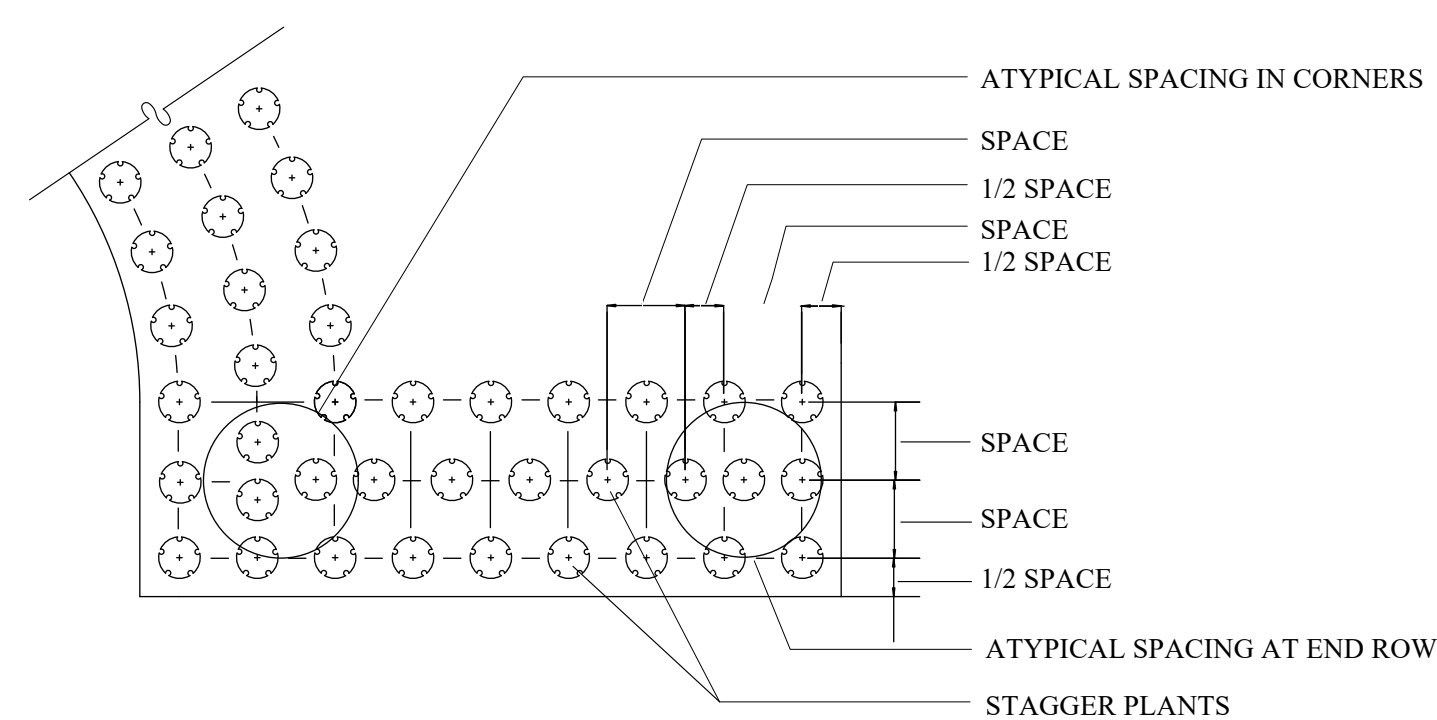 ATYPICAL SPACING IN CORNERS
SPACE
1/2 SPACE
SPACE
1/2 SPACE
SPACE
SPACE
1/2 SPACE
ATYPICAL SPACING AT END ROW
STAGGER PLANTS